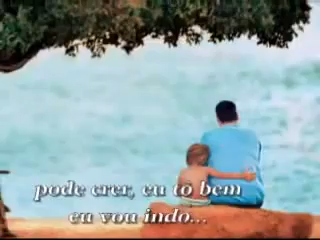 pode crer, eu tô bem
eu vou indo...